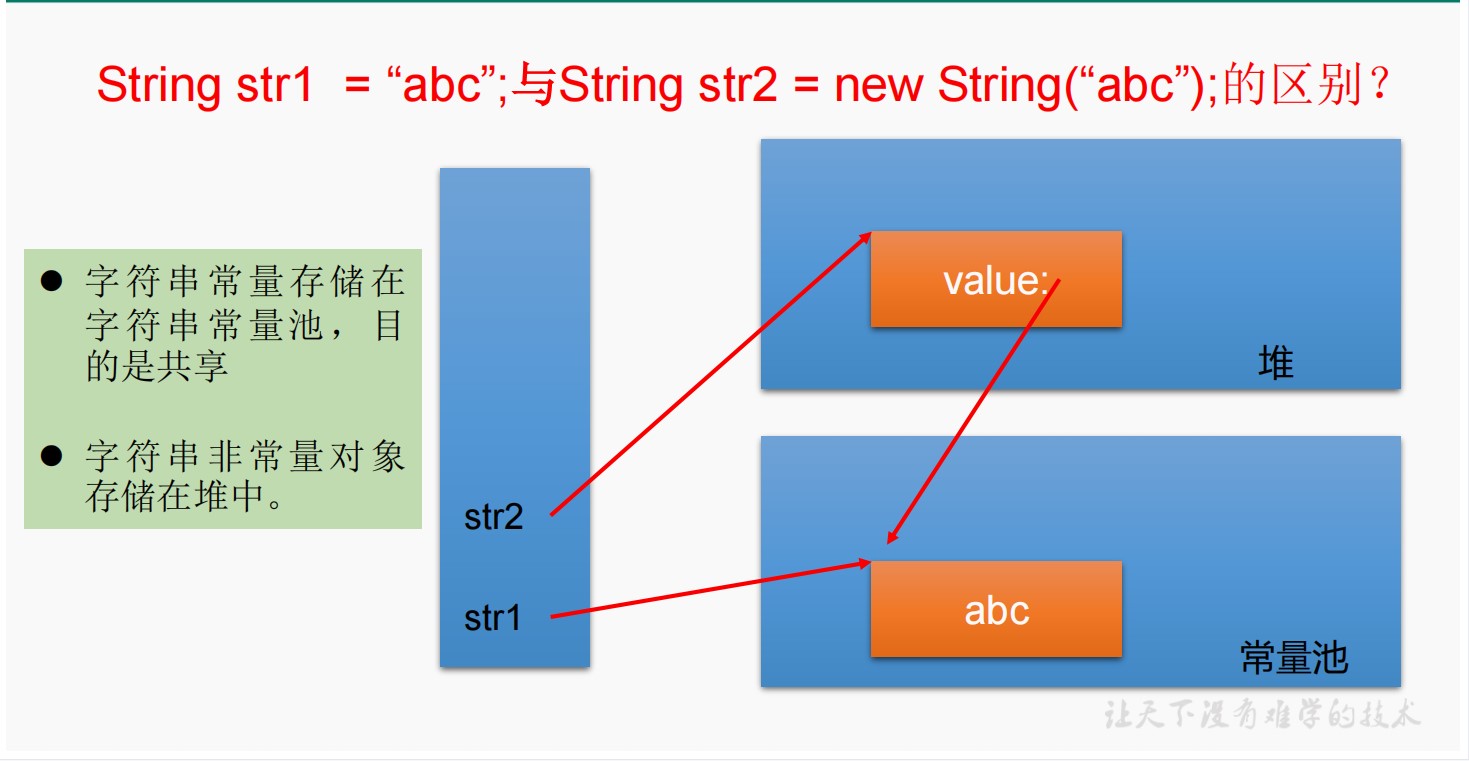 String str1  = “abc”;与String str2 = new String(“abc”);的区别？
● 字符串常量存储在
字符串常量池，目
的是共享
● 字符串非常量对象
存储在堆中。
str2
str1
value:
堆
abc
常量池
让天下没有难学的技术